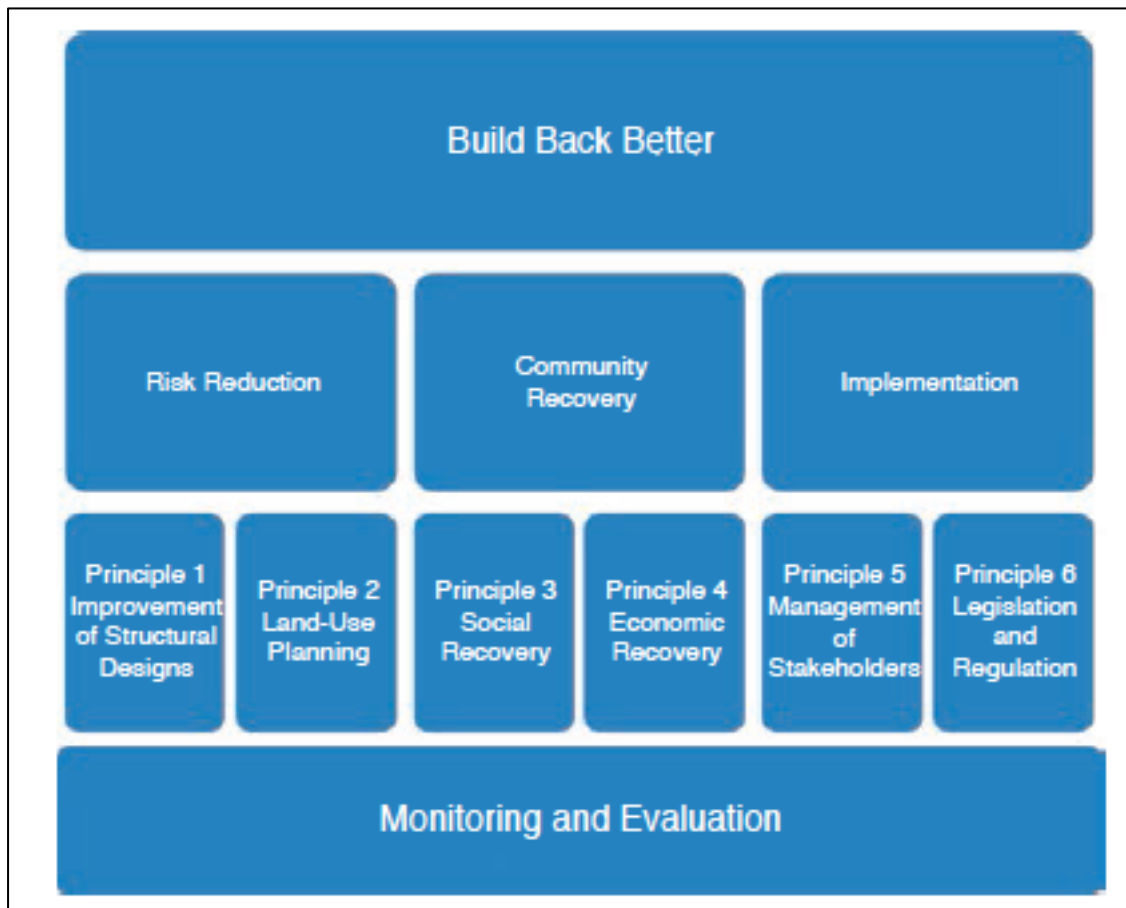 Build Back Better
Risk Reduction
Community
Recovery
Implementation
Principle 1
Improvement
of Structural
Designs
Principle 2
Land-Use
Planning
Principle 3
Social
Recovery
Principle 4
Economic
Recovery
Principle 5
Management
of
Stakeholders
Principle 6
Legislation
and
Regulation
Monitoring and Evaluation